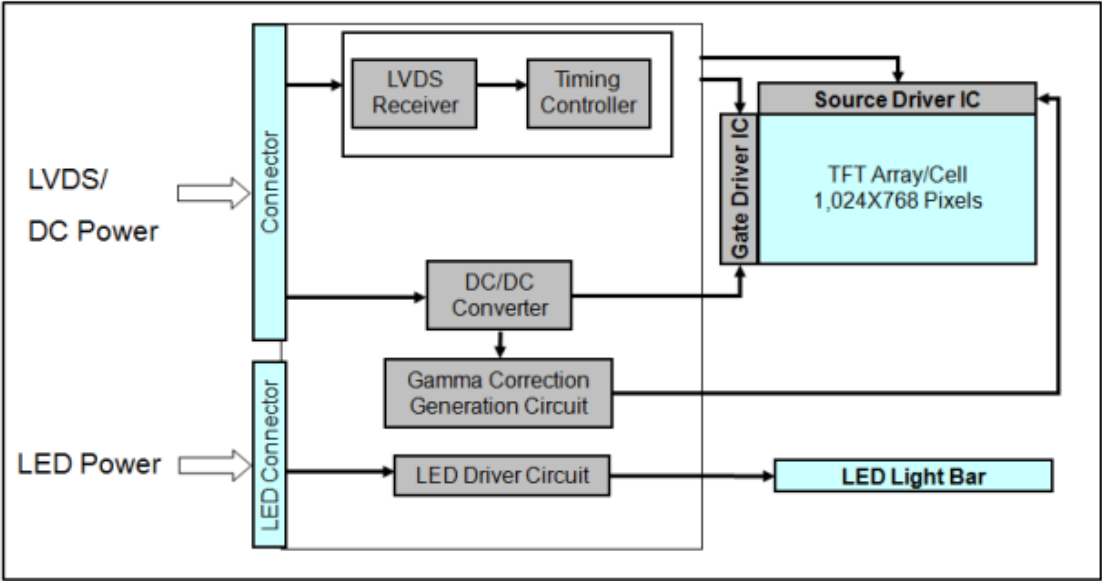 LVDS/
DC Power
Connector
LVDS
Receiver
Timing
Controller
Source Driver IC
Gate Driver IC
TFT Array/Cell
1,024X768 Pixels
DC/DC
Converter
Gamma Correction
Generation Circuit
LED Power
LED Connector
LED Driver Circuit
LED Light Bar